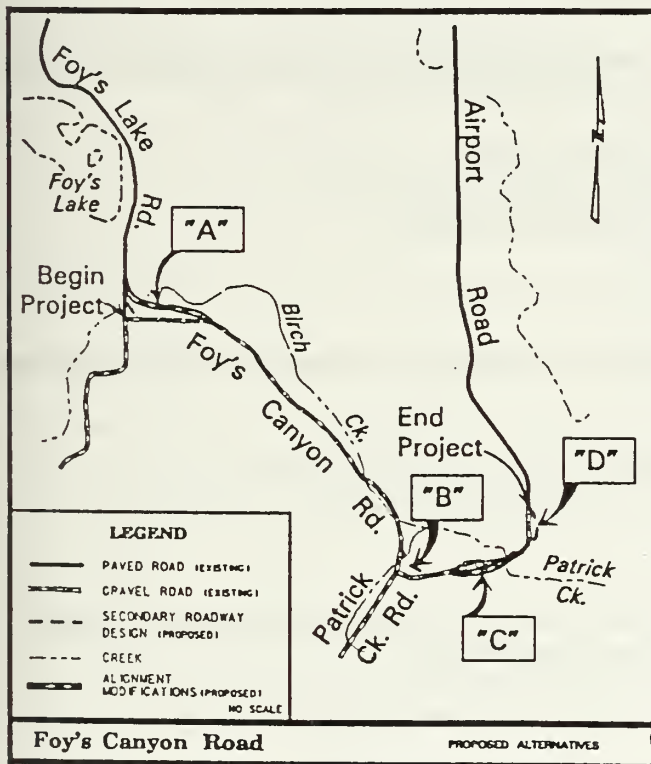 Foy's Lake
Rd.
Foy's
Lake
"A"
Begin
Project
Airport
Road
Birch
Ck.
Foy's
Canyon
Rd.
End
Project
"B"
"D"
"C"
Patrick
Ck.
Patrick
Ck. Rd.
N
LEGEND
PAVED ROAD (EXISTING)
GRAVEL ROAD (EXISTING)
SECONDARY ROADWAY
DESIGN (PROPOSED)
CREEK
ALIGNMENT
MODIFICATIONS (PROPOSED)
NO SCALE
Foy's Canyon Road
PROPOSED ALTERNATIVES